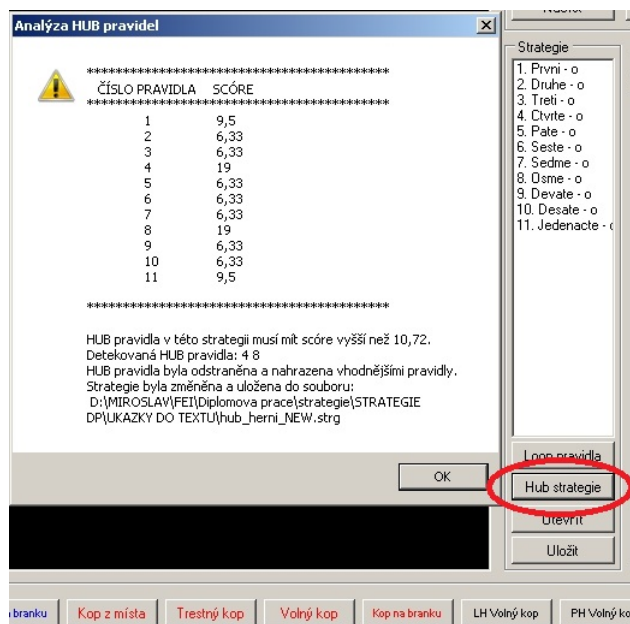 Analýza HUB pravidel
****************************************************
ČÍSLO PRAVIDLA SCÓRE
****************************************************
1 9,5
2 6,33
3 6,33
4 19
5 6,33
6 6,33
7 6,33
8 19
9 6,33
10 6,33
11 9,5
****************************************************
HUB pravidla v této strategii musí mít scóre vyšší než 10,72.
Detekovaná HUB pravidla: 4 8
HUB pravidla byla odstraněna a nahrazena vhodnějšími pravidly.
Strategie byla změněna a uložena do souboru:
D:\MIROSLAV\FEI\Diplomova prace\strategie\STRATEGIE
DP\UKAZKY DO TEXTU\hub_herni_NEW.strg
OK
Strategie
1. Prvni - o
2. Druhe - o
3. Treti - o
4. Ctvrte - o
5. Pate - o
6. Seste - o
7. Sedme - o
8. Osme - o
9. Devate - o
10. Desate - o
11. Jedenacte - o
Loop pravidla
Hub strategie
Otevřít
Uložit
branku
Kop z místa
Trestný kop
Volný kop
Kop na branku
LH Volný kop
PH Volný ko